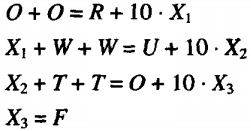 O + O = R + 10 · X₁
X₁ + W + W = U + 10 · X₂
X₂ + T + T = O + 10 · X₃
X₃ = F